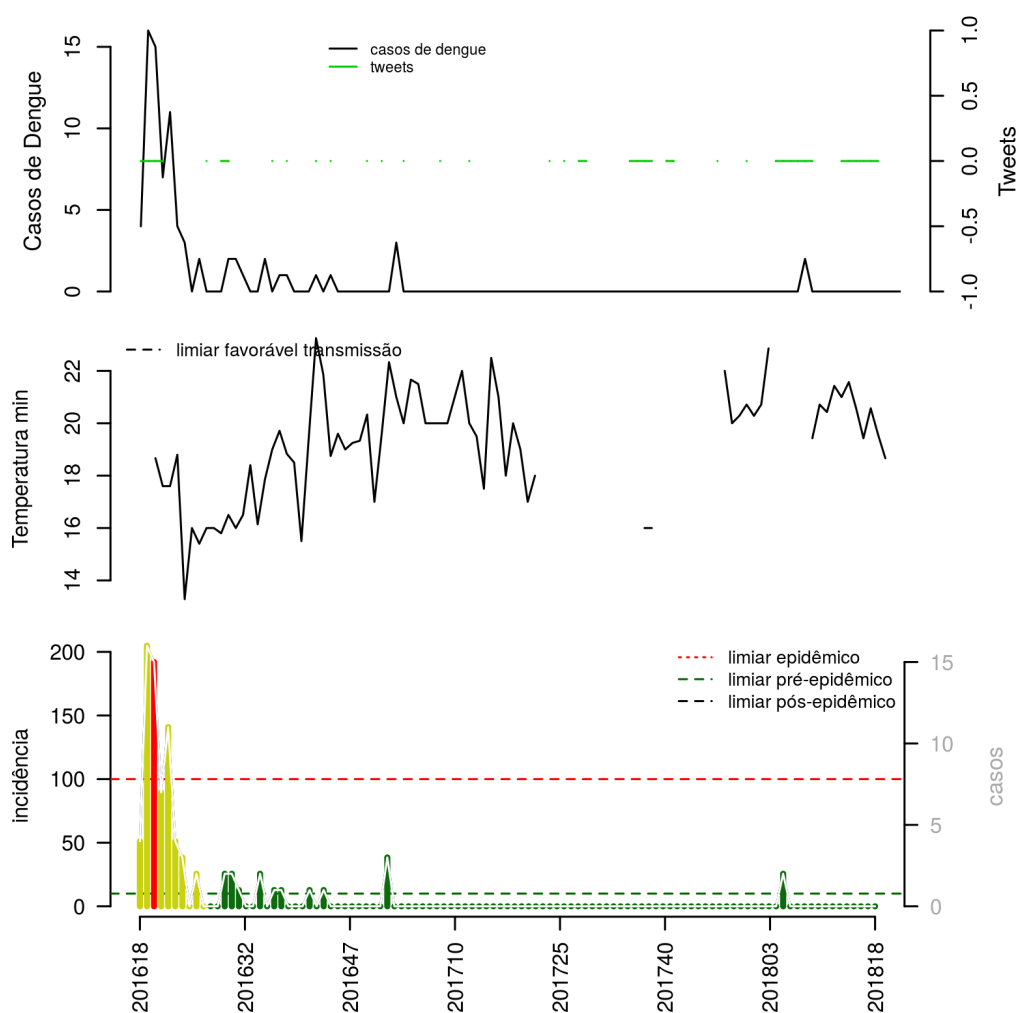 casos de dengue
tweets
Casos de Dengue
0
5
10
15
Tweets
-1.0
-0.5
0.0
0.5
1.0
limiar favorável transmissão
Temperatura min
14
16
18
20
22
limiar epidêmico
limiar pré-epidêmico
limiar pós-epidêmico
incidência
0
50
100
150
200
casos
0
5
10
15
201618
201632
201647
201710
201725
201740
201803
201818